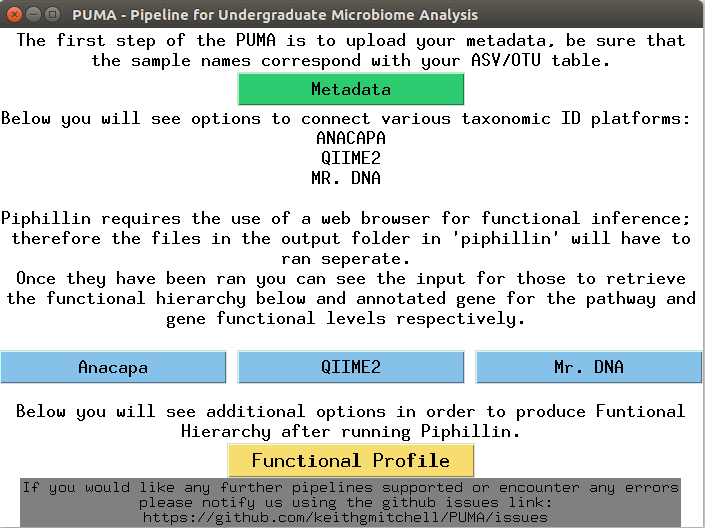 PUMA - Pipeline for Undergraduate Microbiome Analysis
The first step of the PUMA is to upload your metadata, be sure that
the sample names correspond with your ASV/OTU table.
Metadata
Below you will see options to connect various taxonomic ID platforms:
ANACAPA
QIIME2
MR. DNA
Piphillin requires the use of a web browser for functional inference;
therefore the files in the output folder in 'piphillin' will have to
ran seperate.
Once they have been ran you can see the input for those to retrieve
the functional hierarchy below and annotated gene for the pathway and
gene functional levels respectively.
Anacapa QIIME2 Mr. DNA
Below you will see additional options in order to produce Funtional
Hierarchy after running Piphillin.
Functional Profile
If you would like any further pipelines supported or encounter any errors
please notify us using the github issues link:
https://github.com/keithgmitchell/PUMA/issues